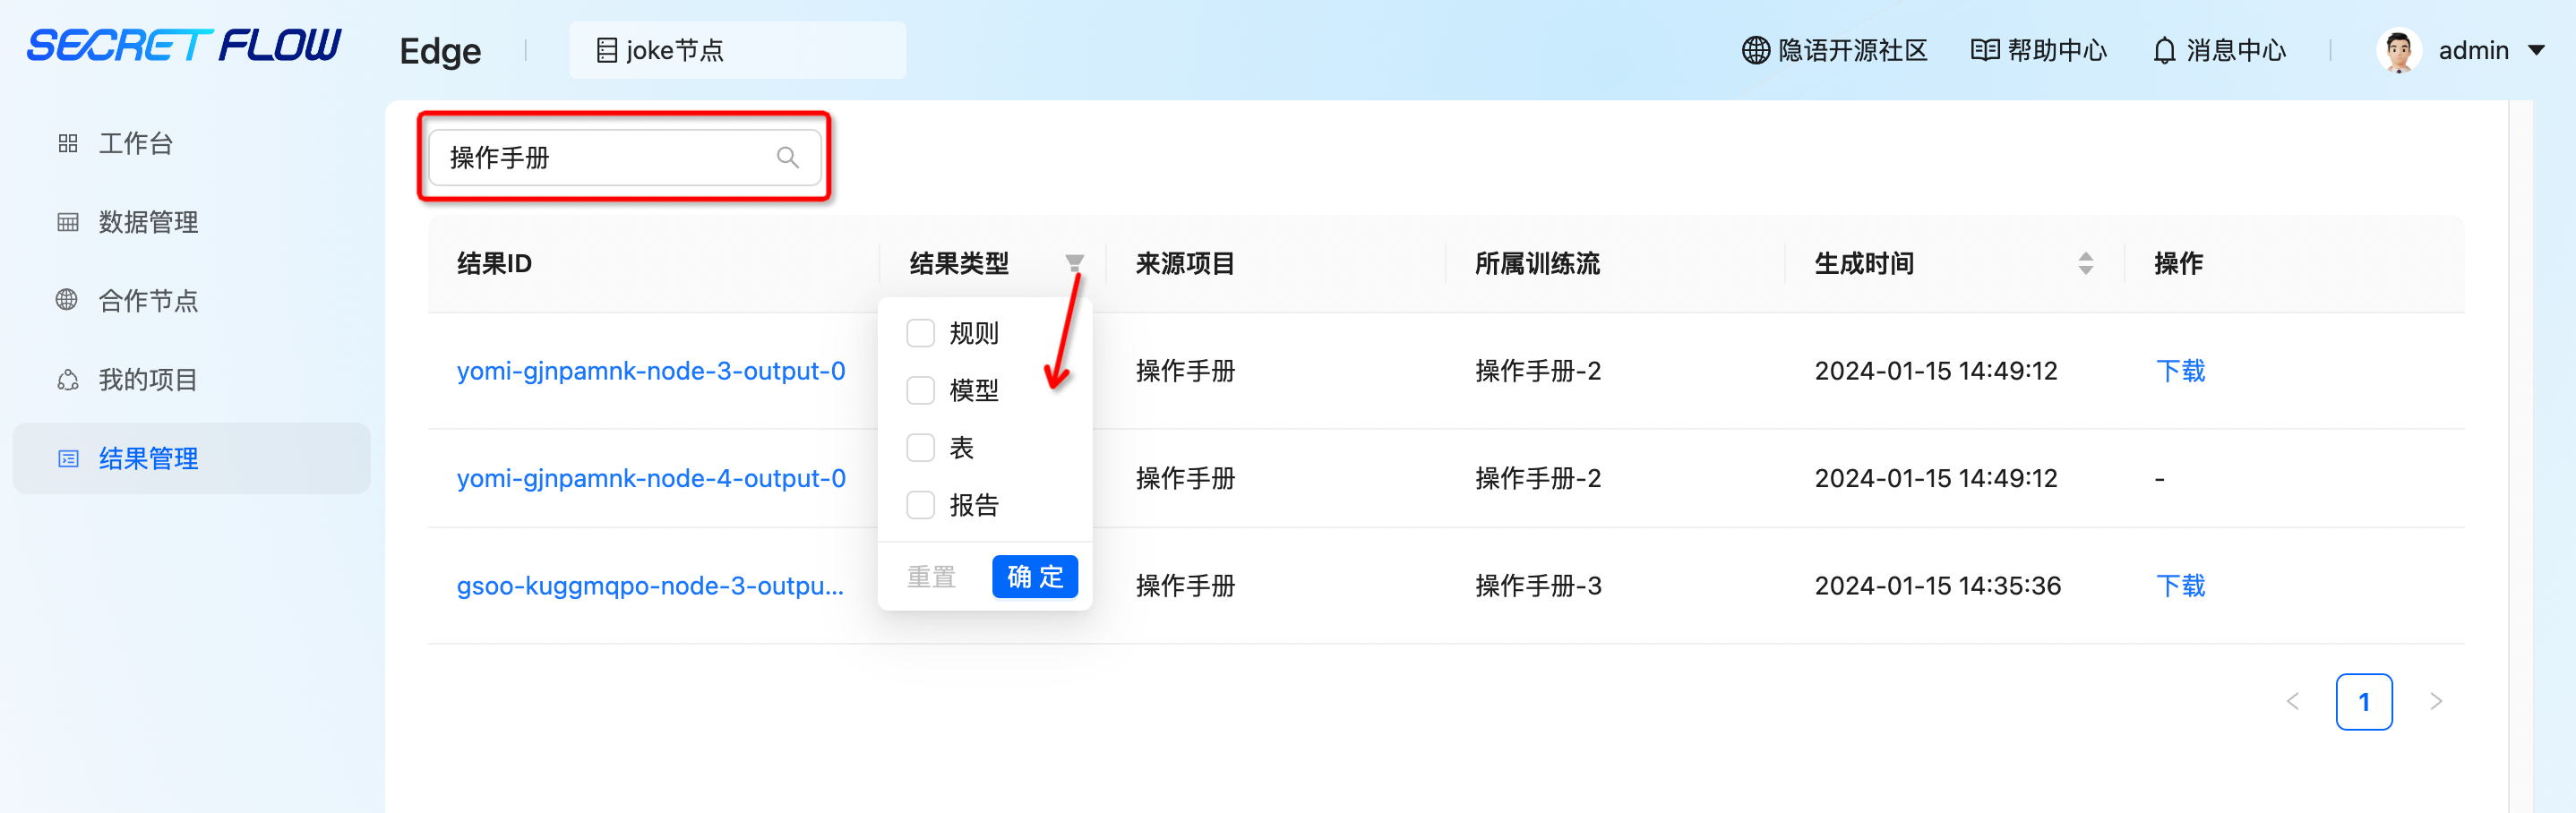 SECRET FLOW
Edge
joke节点
隐语开源社区
帮助中心
消息中心
admin
工作台
数据管理
合作节点
我的项目
结果管理
操作手册
结果ID 结果类型 来源项目 所属训练流 生成时间 操作
yomi-gjnpamnk-node-3-output-0 操作手册 操作手册-2 2024-01-15 14:49:12 下载
yomi-gjnpamnk-node-4-output-0 操作手册 操作手册-2 2024-01-15 14:49:12 -
gsoo-kuggmqpo-node-3-outpu... 操作手册 操作手册-3 2024-01-15 14:35:36 下载
规则
模型
表
报告
重置 确 定
< 1 >